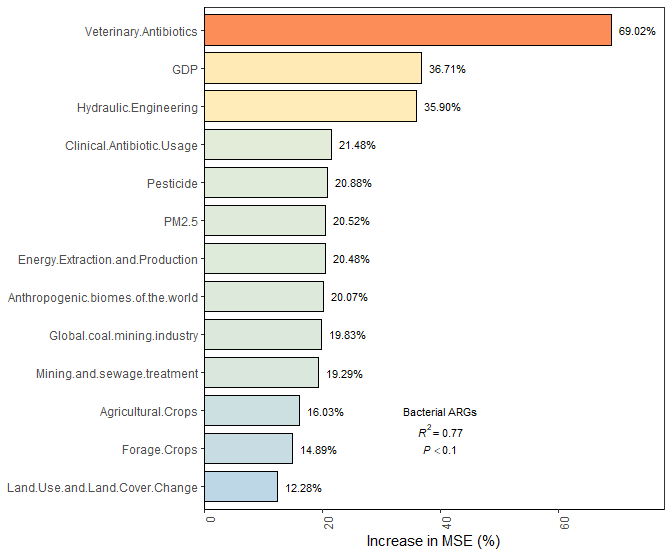 Veterinary.Antibiotics 69.02%
GDP 36.71%
Hydraulic.Engineering 35.90%
Clinical.Antibiotic.Usage 21.48%
Pesticide 20.88%
PM2.5 20.52%
Energy.Extraction.and.Production 20.48%
Anthropogenic.biomes.of.the.world 20.07%
Global.coal.mining.industry 19.83%
Mining.and.sewage.treatment 19.29%
Agricultural.Crops 16.03% Bacterial ARGs
R² = 0.77
Forage.Crops 14.89% P < 0.1
Land.Use.and.Land.Cover.Change 12.28%
0 20 40 60
Increase in MSE (%)